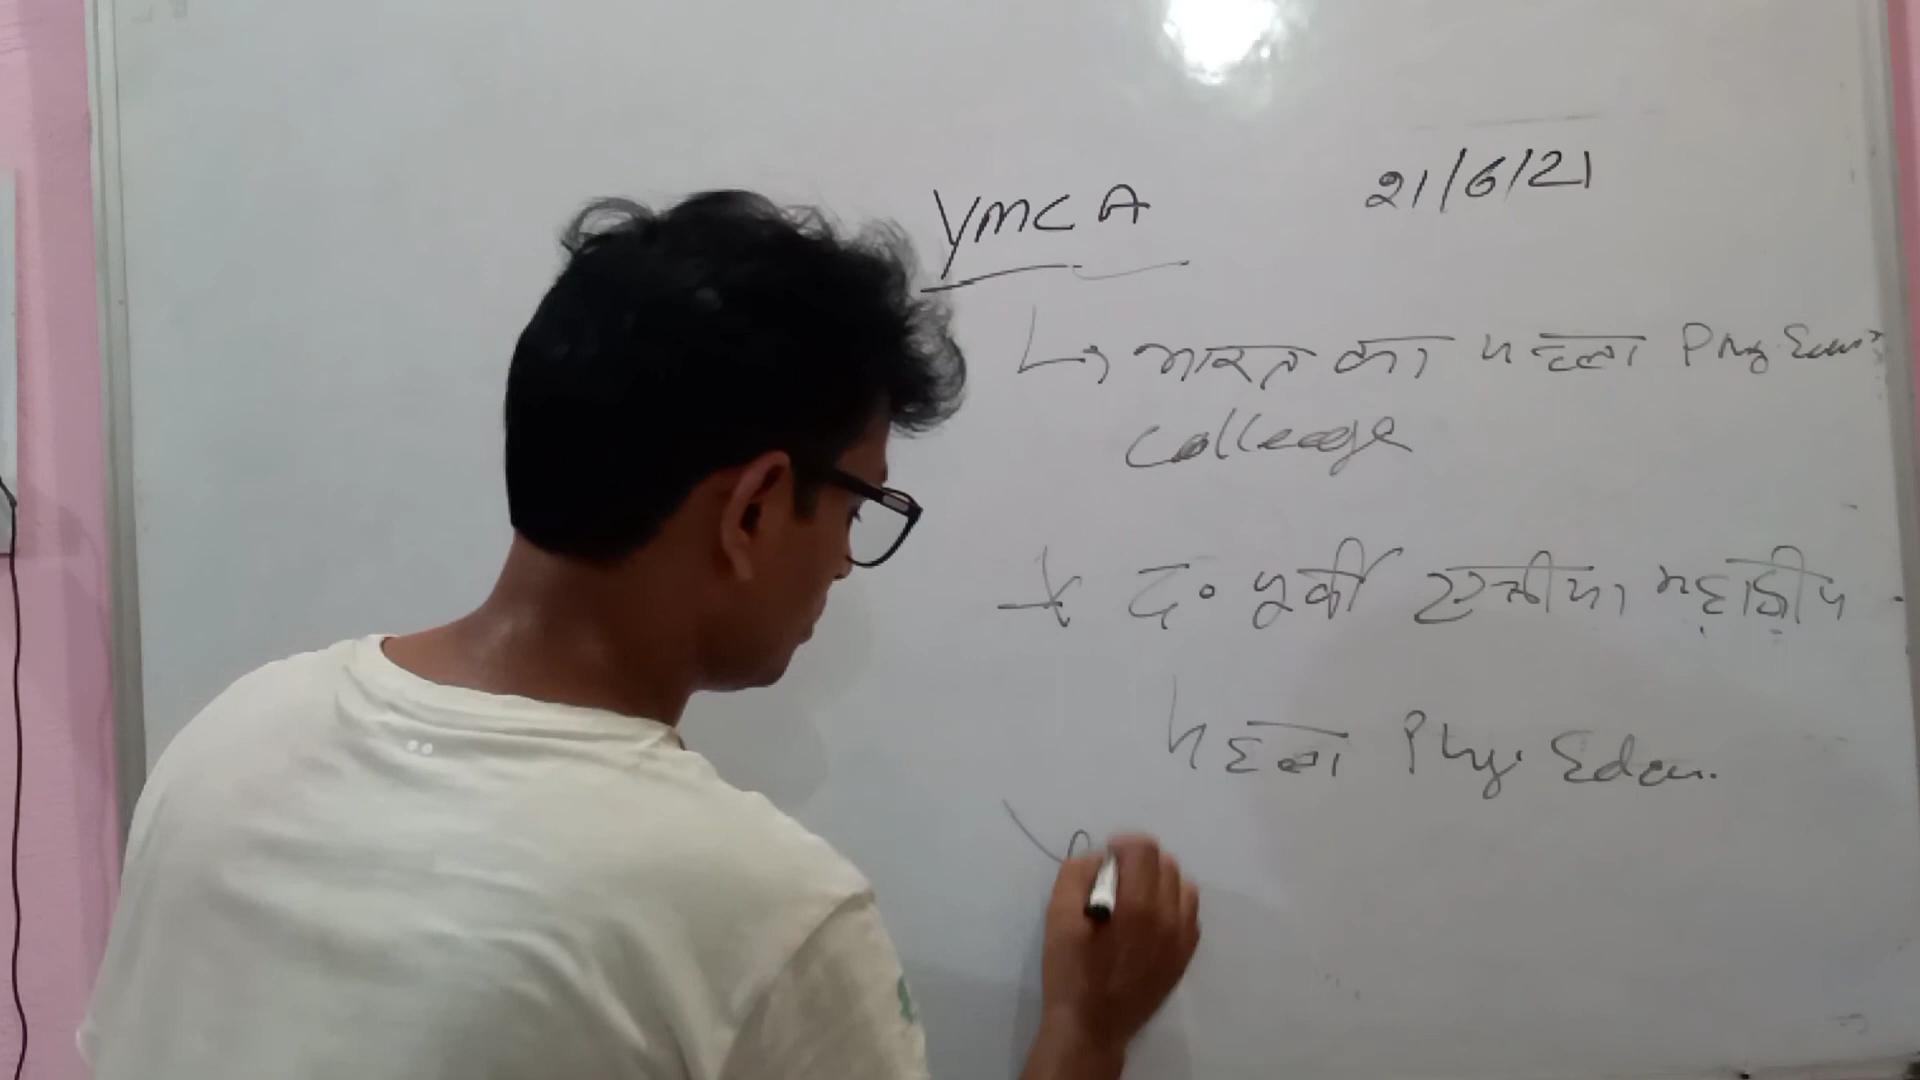 YMCA 21/6/21
भारत का पहला Phy. Edu.
College
द० पूर्वी एशिया महाद्वीप
पहला Phy. Edu.